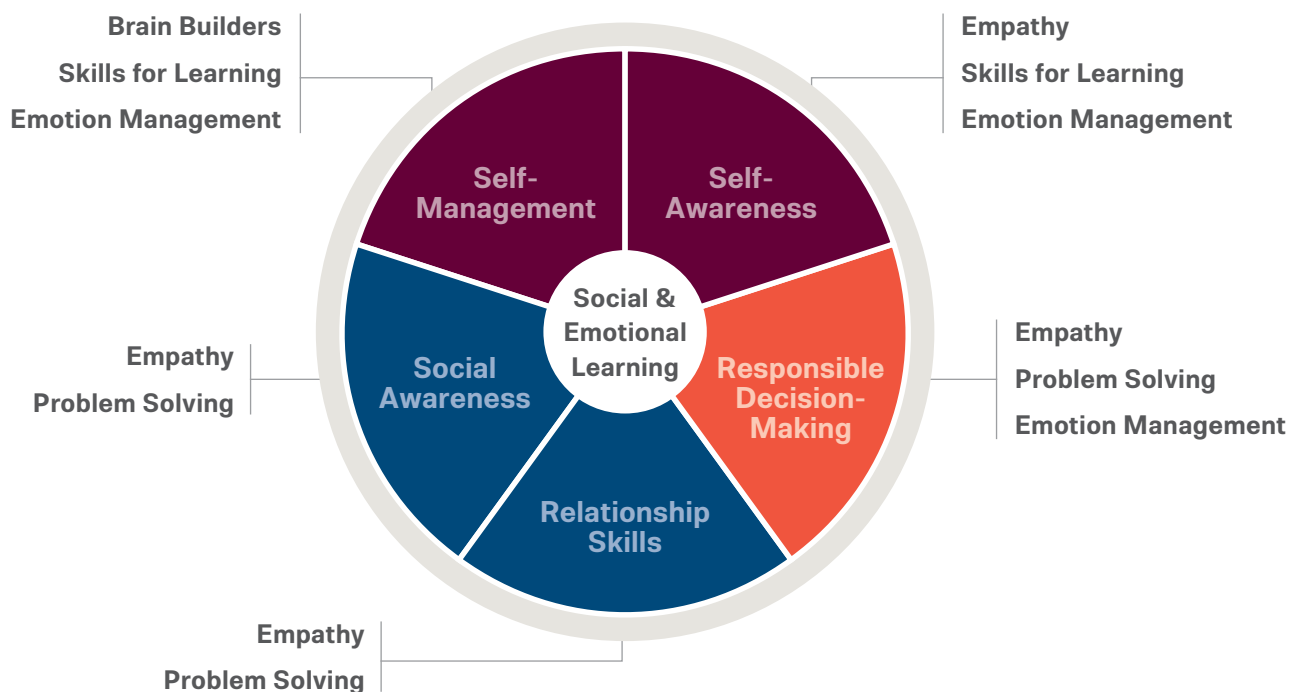 Brain Builders
Skills for Learning
Emotion Management
Empathy
Skills for Learning
Emotion Management
Self-
Management
Self-
Awareness
Social &
Emotional
Learning
Social
Awareness
Responsible
Decision-
Making
Relationship
Skills
Empathy
Problem Solving
Empathy
Problem Solving
Emotion Management
Empathy
Problem Solving